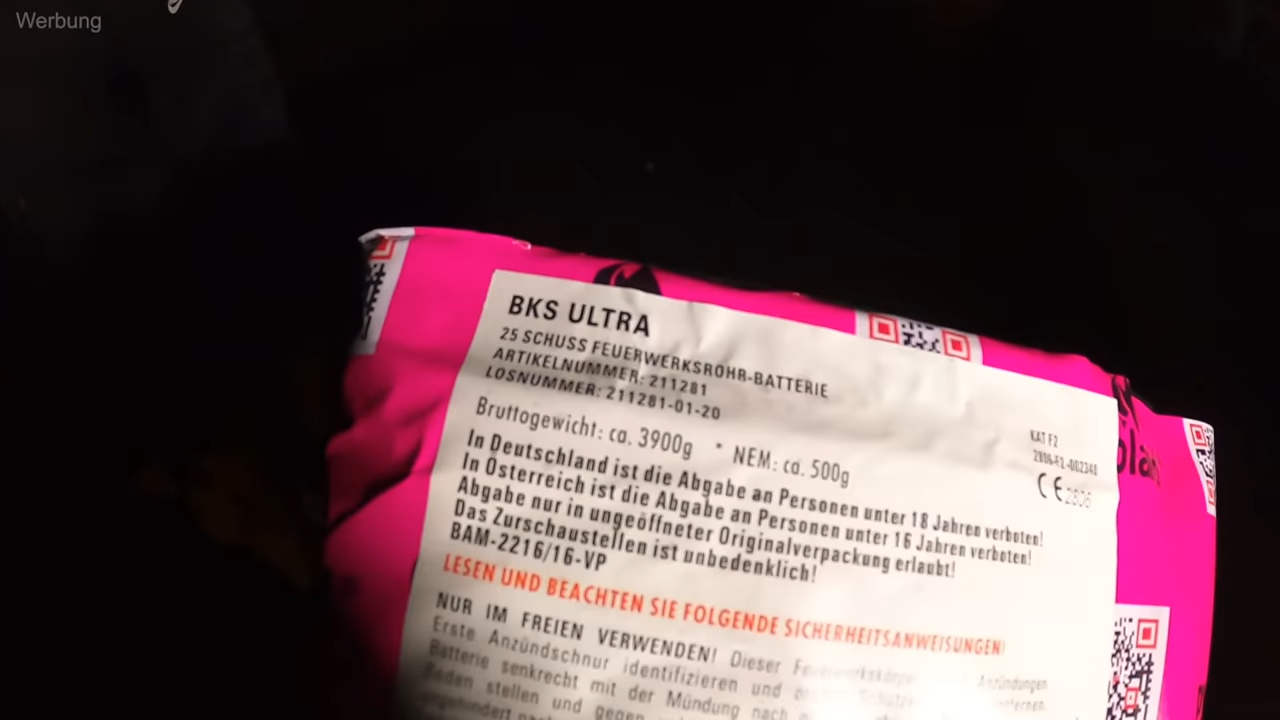 Werbung
BKS ULTRA
25 SCHUSS FEUERWERKSROHR-BATTERIE
ARTIKELNUMMER: 211281
LOSNUMMER: 211281-01-20
Bruttogewicht: ca. 3900g * NEM: ca. 500g
KAT F2
CE
In Deutschland ist die Abgabe an Personen unter 18 Jahren verboten!
In Österreich ist die Abgabe an Personen unter 16 Jahren verboten!
Abgabe nur in ungeöffneter Originalverpackung erlaubt!
Das Zurschaustellen ist unbedenklich!
BAM-2216/16-VP
LESEN UND BEACHTEN SIE FOLGENDE SICHERHEITSANWEISUNGEN!
NUR IM FREIEN VERWENDEN! Dieser
Erste Anzündschnur identifizieren und
Batterie senkrecht mit der Mündung nach
stellen und gegen